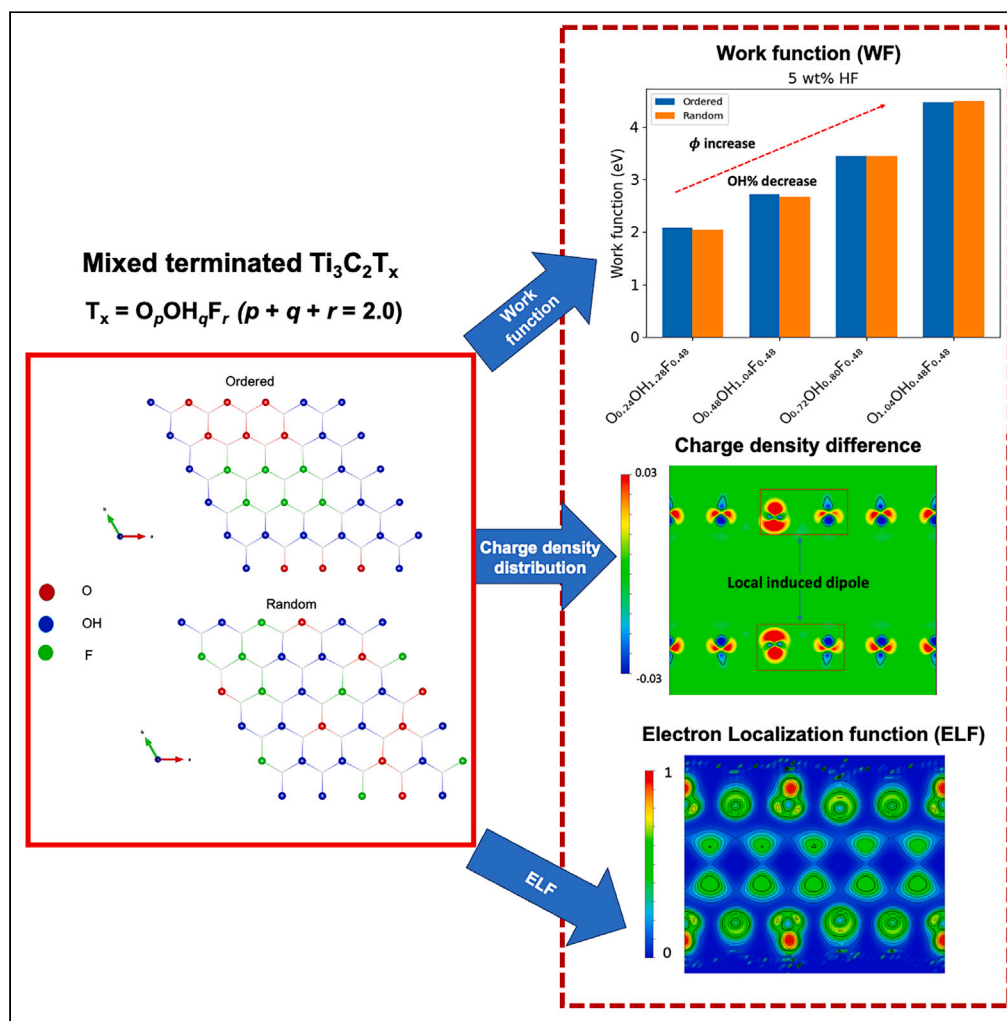 Mixed terminated Ti₃C₂Tₓ
Tₓ = OₚOH_qFᵣ (p + q + r = 2.0)
Ordered
b
a
O
OH
F
Random
b
a
Work
function
Charge density
distribution
ELF
Work function (WF)
5 wt% HF
Ordered
Random
ϕ increase
OH% decrease
Work function (eV)
4
3
2
1
0
O₀.₂₄OH₁.₂₈F₀.₄₈
O₀.₄₈OH₁.₀₄F₀.₄₈
O₀.₇₂OH₀.₈₀F₀.₄₈
O₁.₀₄OH₀.₄₈F₀.₄₈
Charge density difference
0.03
-0.03
Local induced dipole
Electron Localization function (ELF)
1
0